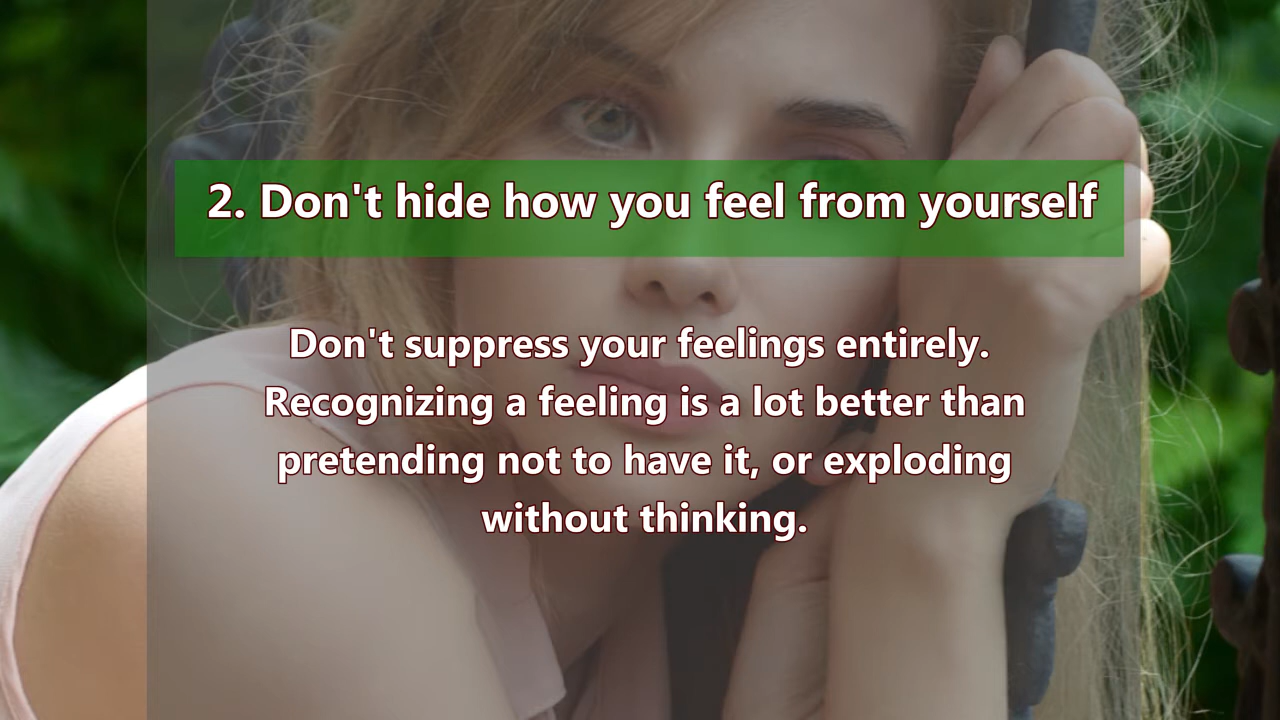 2. Don't hide how you feel from yourself
Don't suppress your feelings entirely.
Recognizing a feeling is a lot better than
pretending not to have it, or exploding
without thinking.